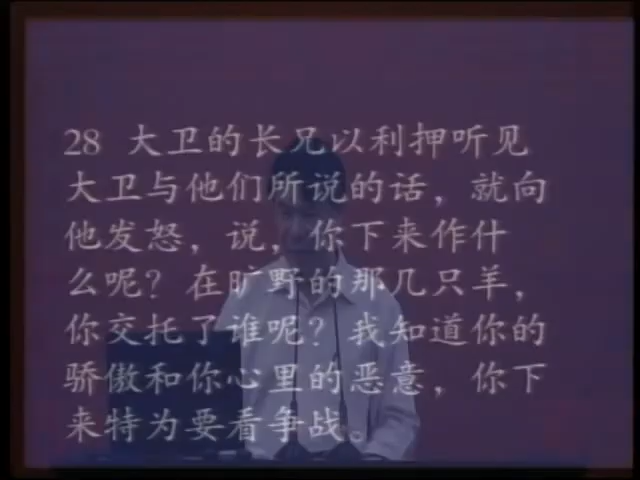 28 大卫的长兄以利押听见
大卫与他们所说的话，就向
他发怒，说，你下来作什
么呢？在旷野的那几只羊，
你交托了谁呢？我知道你的
骄傲和你心里的恶意，你下
来特为要看争战。